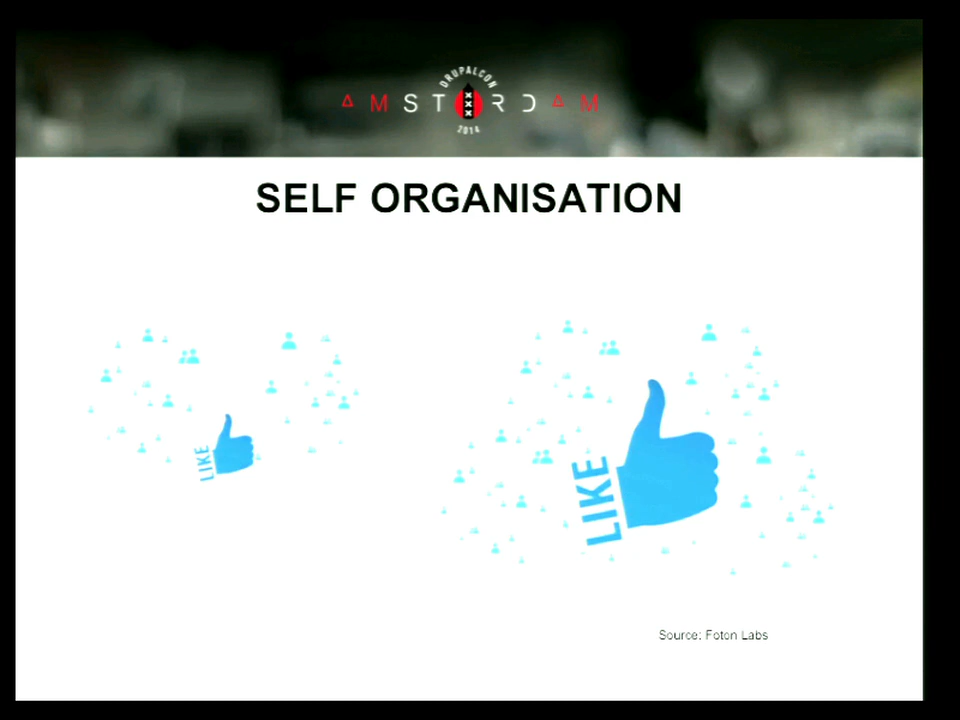 DRUPALCON
AMSTERDAM
2014
SELF ORGANISATION
LIKE
LIKE
Source: Foton Labs